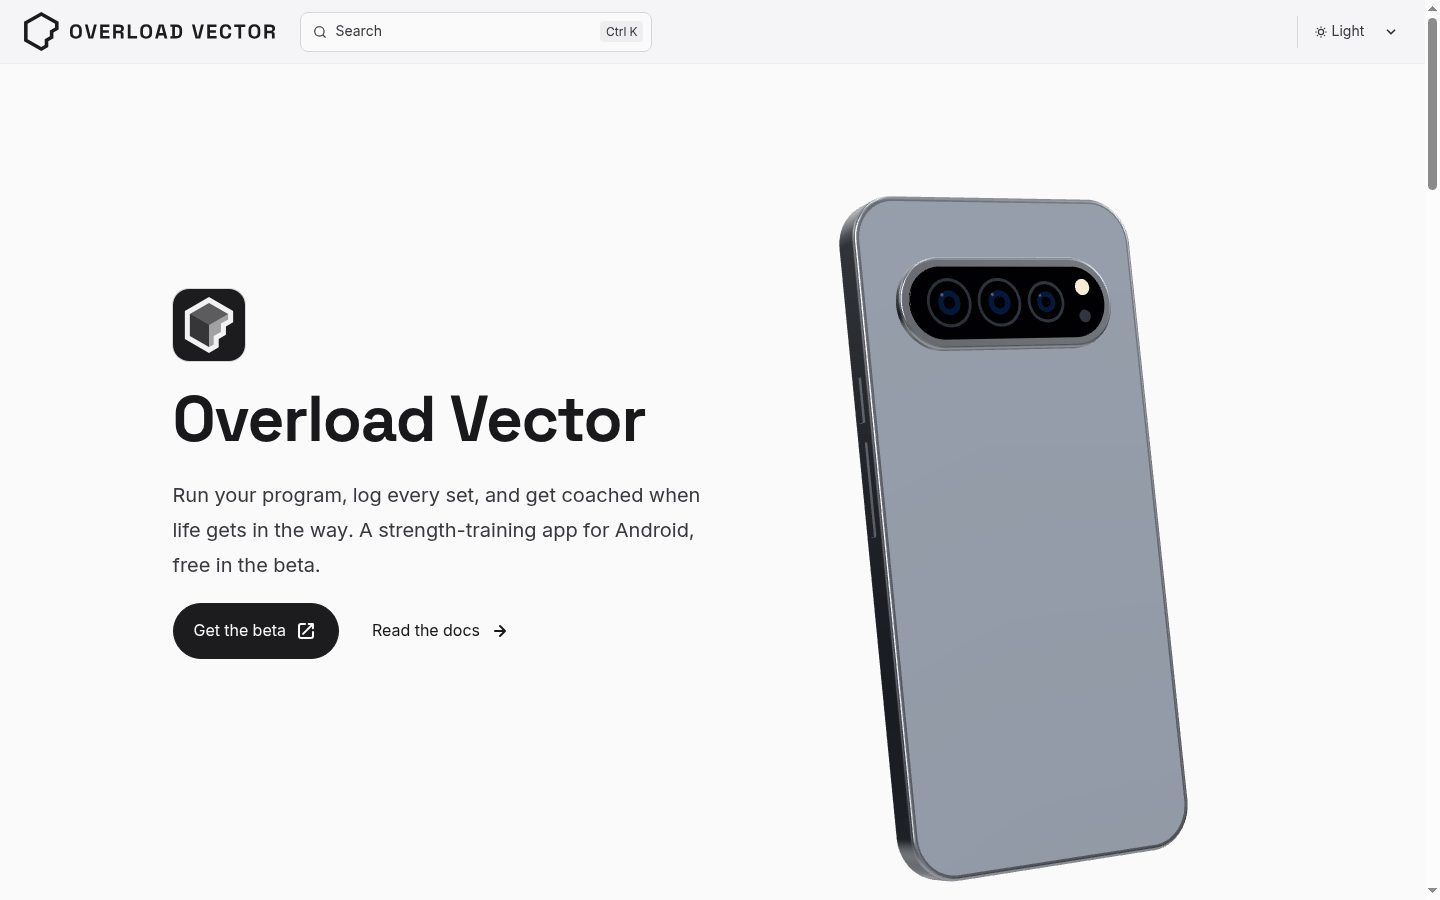 OVERLOAD VECTOR
Search
Ctrl K
Light
Overload Vector
Run your program, log every set, and get coached when
life gets in the way. A strength-training app for Android,
free in the beta.
Get the beta
Read the docs